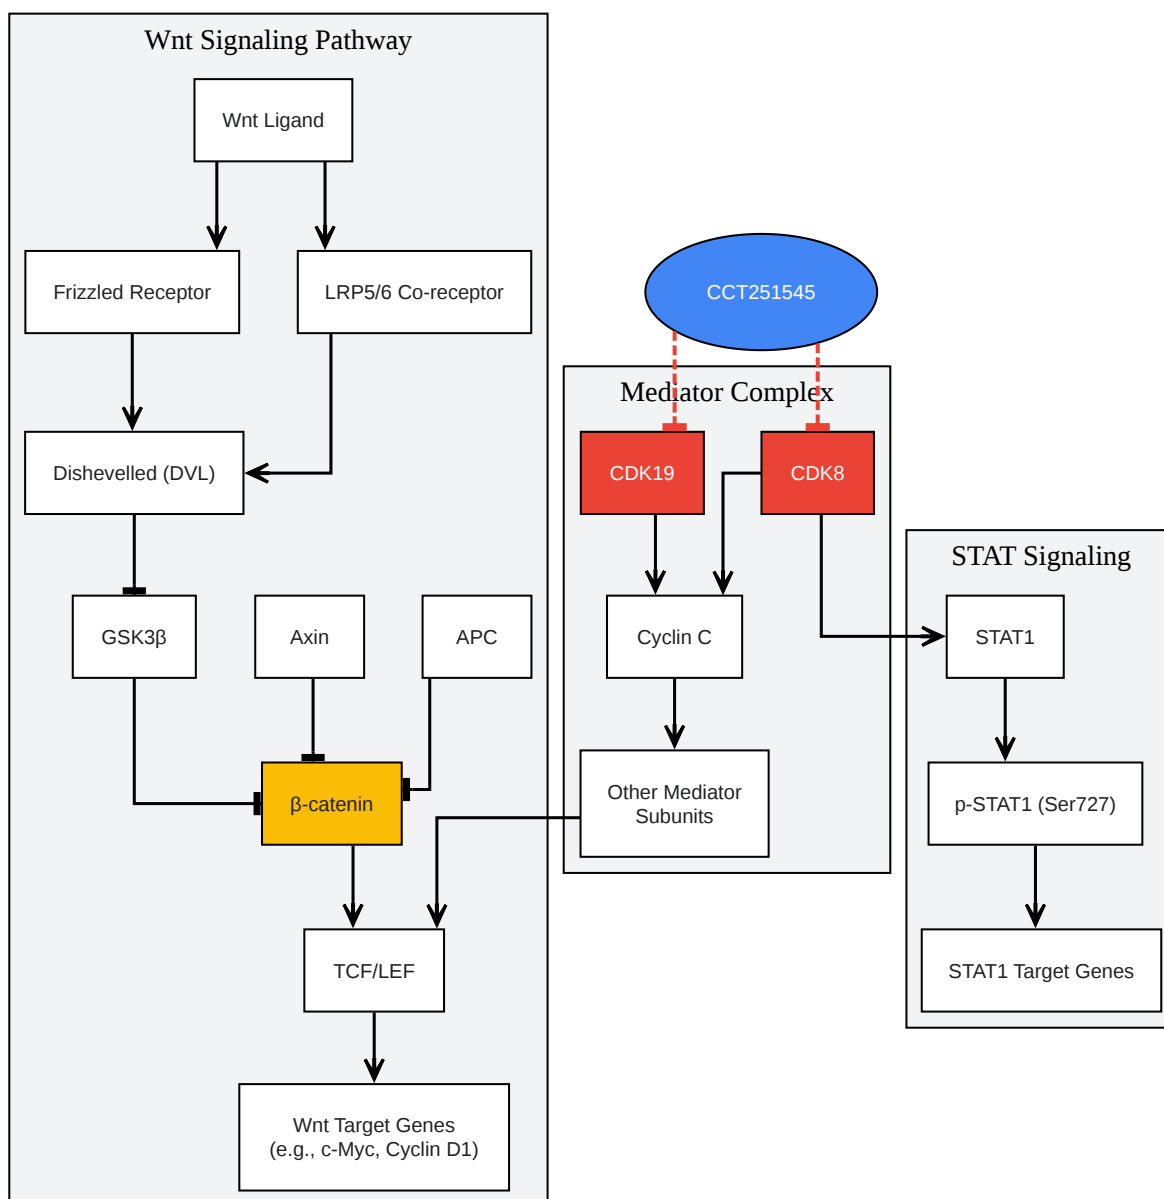 Wnt Signaling Pathway
Wnt Ligand
Frizzled Receptor
LRP5/6 Co-receptor
Dishevelled (DVL)
GSK3β
Axin
APC
β-catenin
TCF/LEF
Wnt Target Genes
(e.g., c-Myc, Cyclin D1)
CCT251545
Mediator Complex
CDK19
CDK8
Cyclin C
Other Mediator
Subunits
STAT Signaling
STAT1
p-STAT1 (Ser727)
STAT1 Target Genes